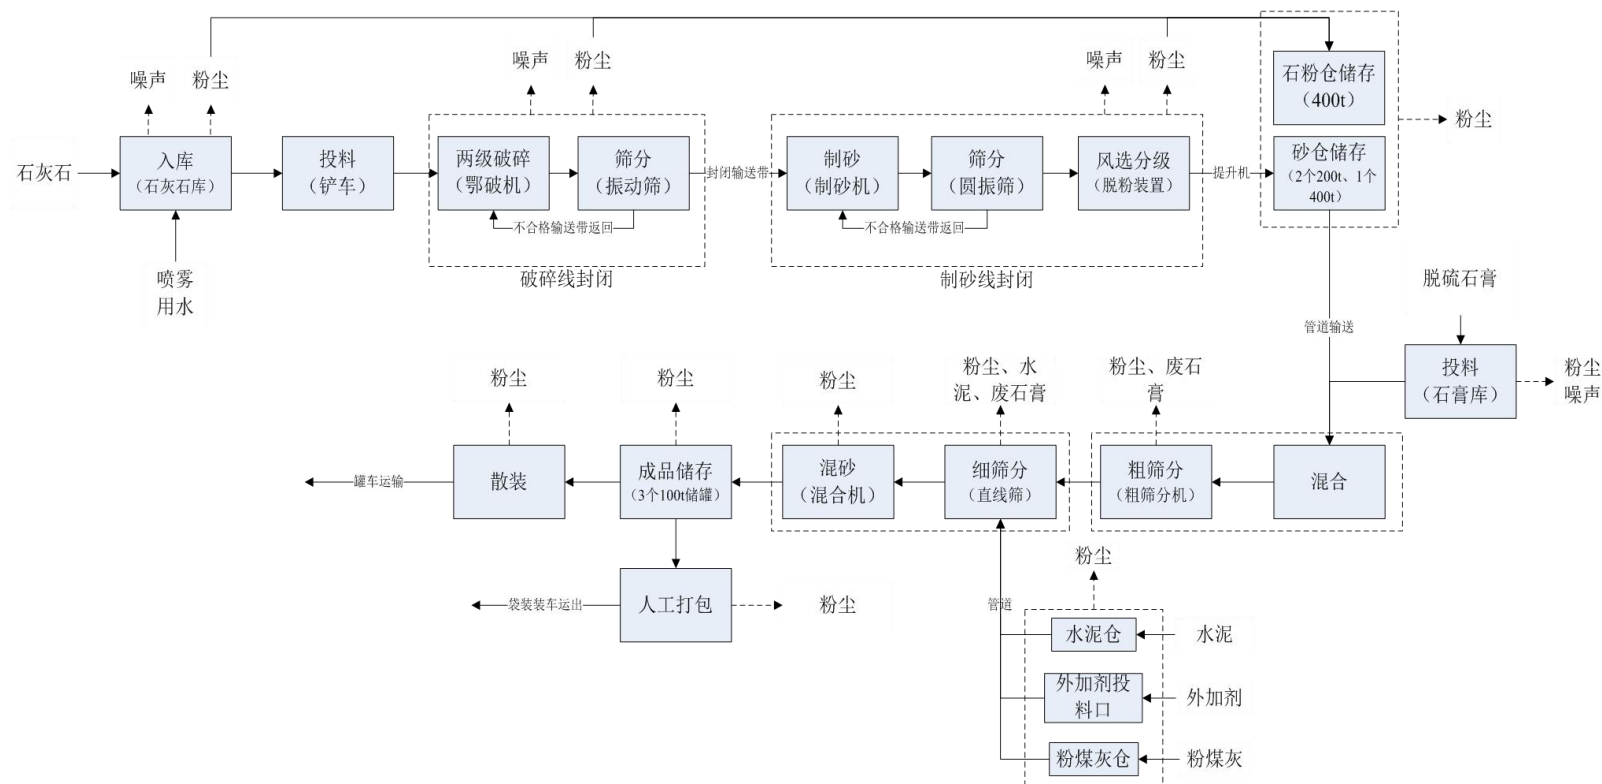 噪声
粉尘
噪声
粉尘
噪声
粉尘
石粉仓储存
（400t）
粉尘
石灰石
入库
（石灰石库）
投料
（铲车）
两级破碎
（鄂破机）
筛分
（振动筛）
封闭输送带
制砂
（制砂机）
筛分
（圆振筛）
风选分级
（脱粉装置）
提升机
砂仓储存
（2个200t、1个
400t）
不合格输送带返回
不合格输送带返回
喷雾
用水
破碎线封闭
制砂线封闭
脱硫石膏
管道输送
投料
（石膏库）
粉尘
噪声
粉尘
粉尘
粉尘
粉尘、水
泥、废石膏
粉尘、废石
膏
罐车运输
散装
成品储存
（3个100t储罐）
混砂
（混合机）
细筛分
（直线筛）
粗筛分
（粗筛分机）
混合
袋装装车运出
人工打包
粉尘
粉尘
管道
水泥仓
水泥
外加剂投
料口
外加剂
粉煤灰仓
粉煤灰